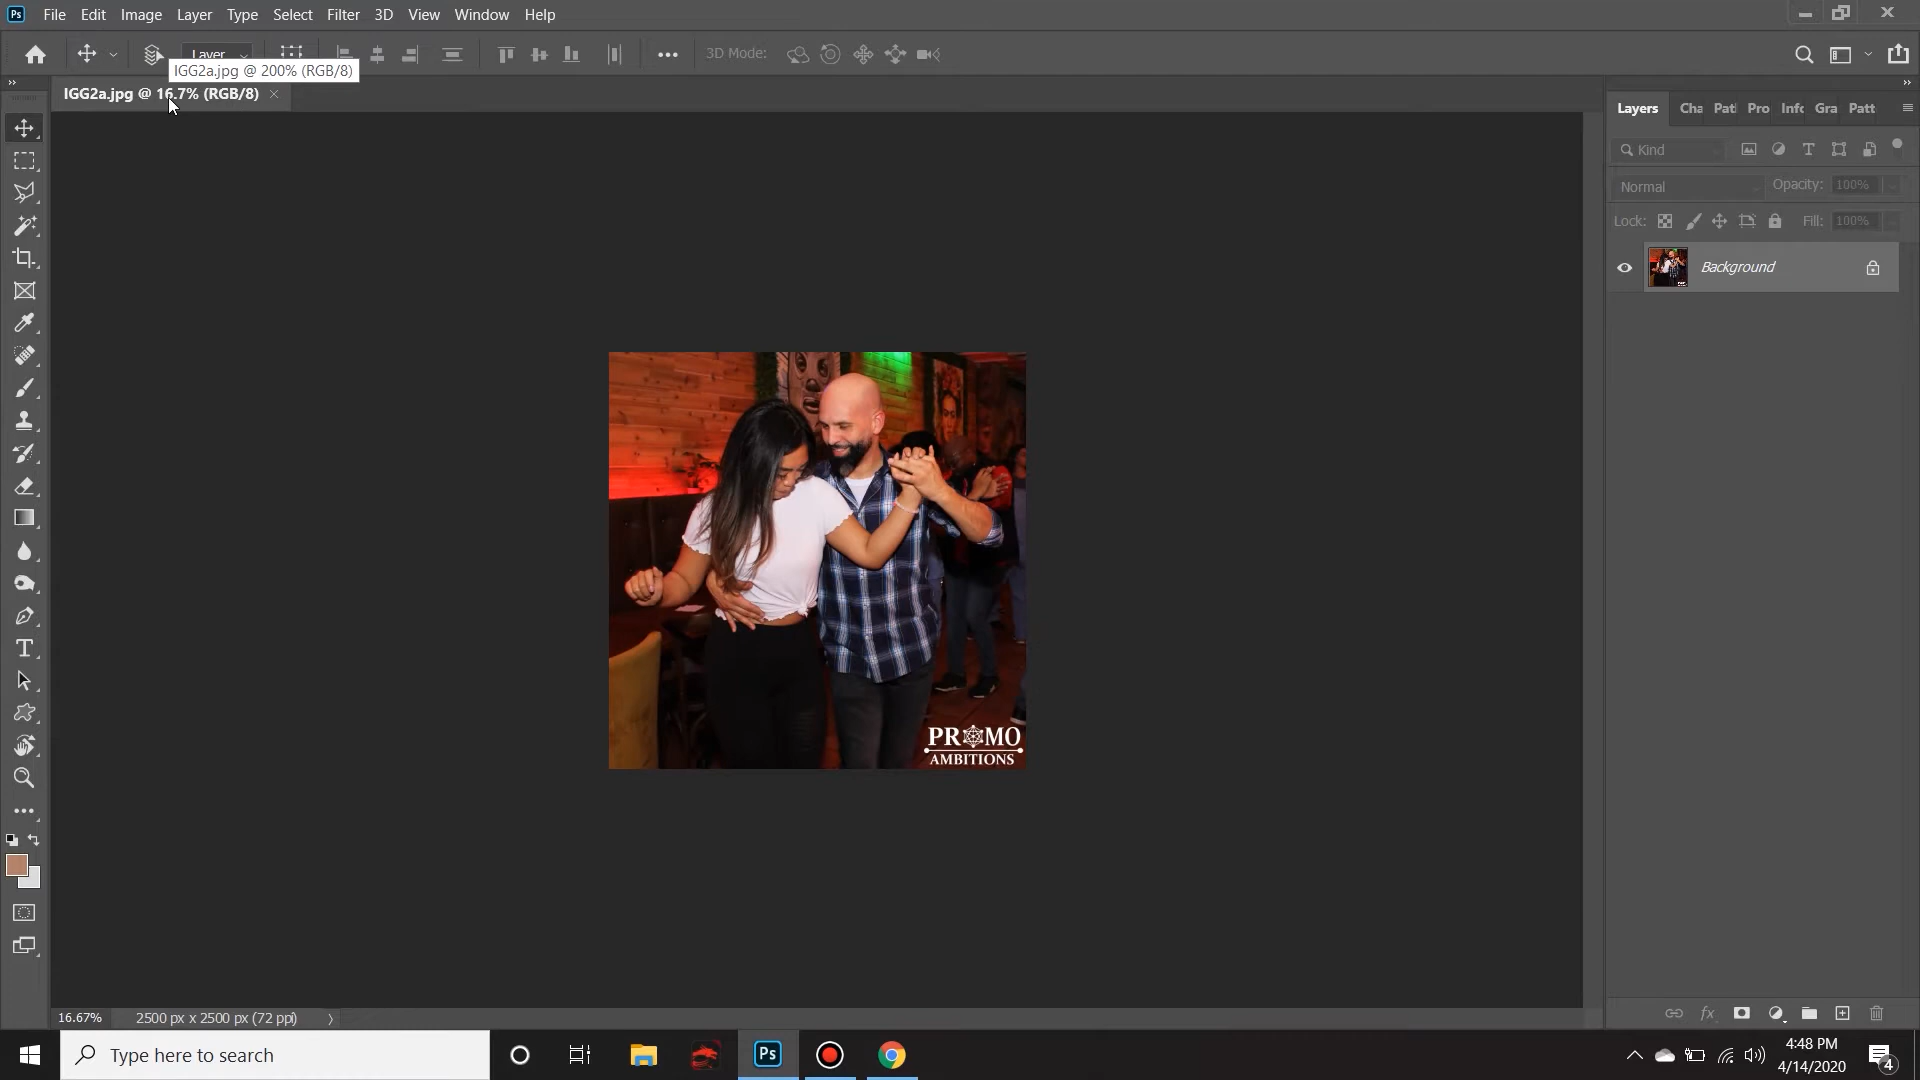 Ps File Edit Image Layer Type Select Filter 3D View Window Help
Layer 3D Mode:
IGG2a.jpg @ 200% (RGB/8)
IGG2a.jpg @ 16.7% (RGB/8)
Layers Cha Patl Pro Info Gra Patt
Kind
Normal Opacity: 100%
Lock: Fill: 100%
Background
PROMO
AMBITIONS
16.67% 2500 px x 2500 px (72 ppi)
Type here to search
Ps
4:48 PM
4/14/2020
4